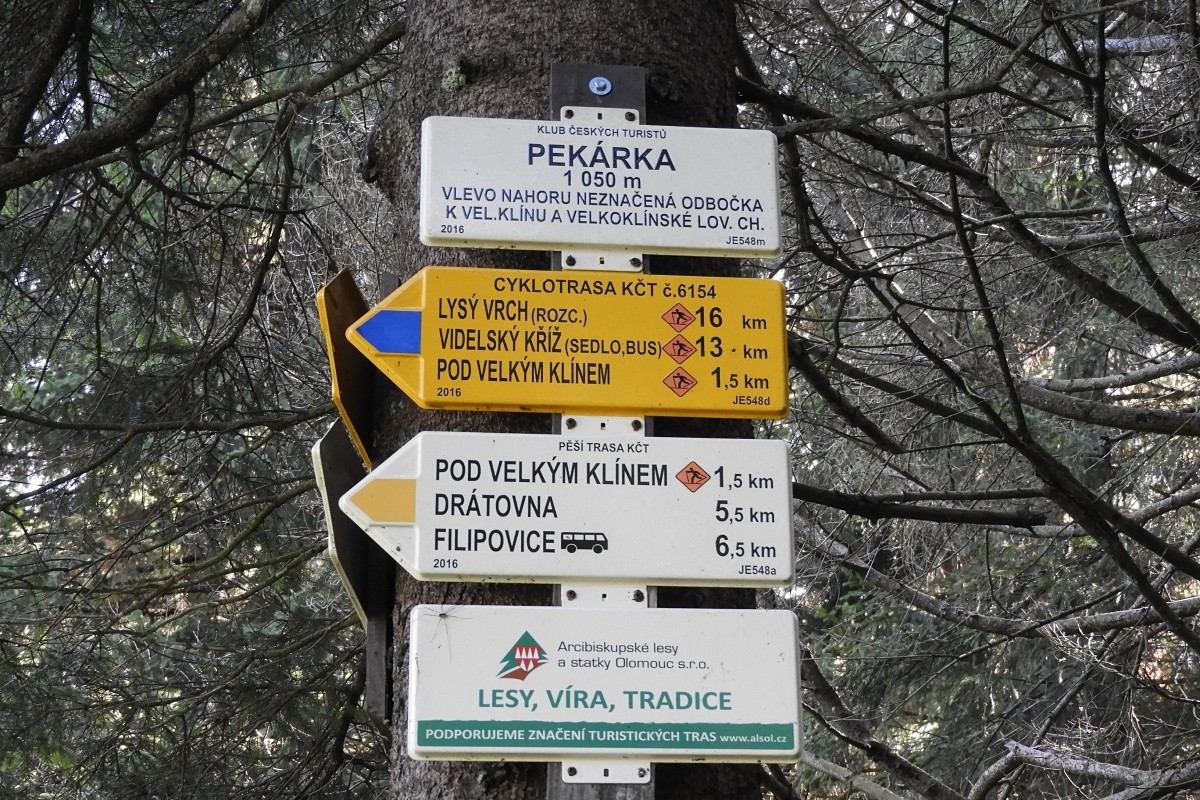 KLUB ČESKÝCH TURISTŮ
PEKÁRKA
1 050 m
VLEVO NAHORU NEZNAČENÁ ODBOČKA
K VEL.KLÍNU A VELKOKLÍNSKÉ LOV. CH.
2016 JE548m
CYKLOTRASA KČT č.6154
LYSÝ VRCH (ROZC.) 16 km
VIDELSKÝ KŘÍŽ (SEDLO,BUS) 13 km
POD VELKÝM KLÍNEM 1,5 km
2016 JE548d
PĚŠÍ TRASA KČT
POD VELKÝM KLÍNEM 1,5 km
DRÁTOVNA 5,5 km
FILIPOVICE 6,5 km
2016 JE548a
Arcibiskupské lesy
a statky Olomouc s.r.o.
LESY, VÍRA, TRADICE
PODPORUJEME ZNAČENÍ TURISTICKÝCH TRAS www.alsol.cz